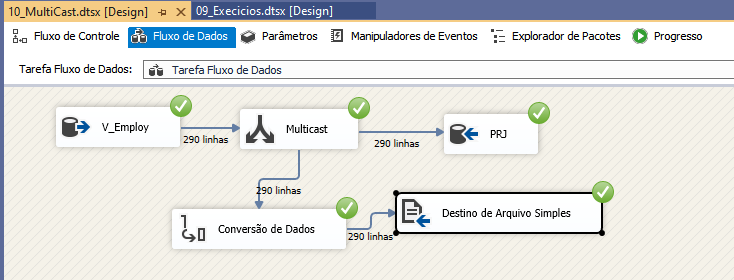 10_MultiCast.dtsx [Design]
09_Execicios.dtsx [Design]
Fluxo de Controle
Fluxo de Dados
Parâmetros
Manipuladores de Eventos
Explorador de Pacotes
Progresso
Tarefa Fluxo de Dados:
Tarefa Fluxo de Dados
V_Employ
290 linhas
Multicast
290 linhas
PRJ
290 linhas
Conversão de Dados
290 linhas
Destino de Arquivo Simples